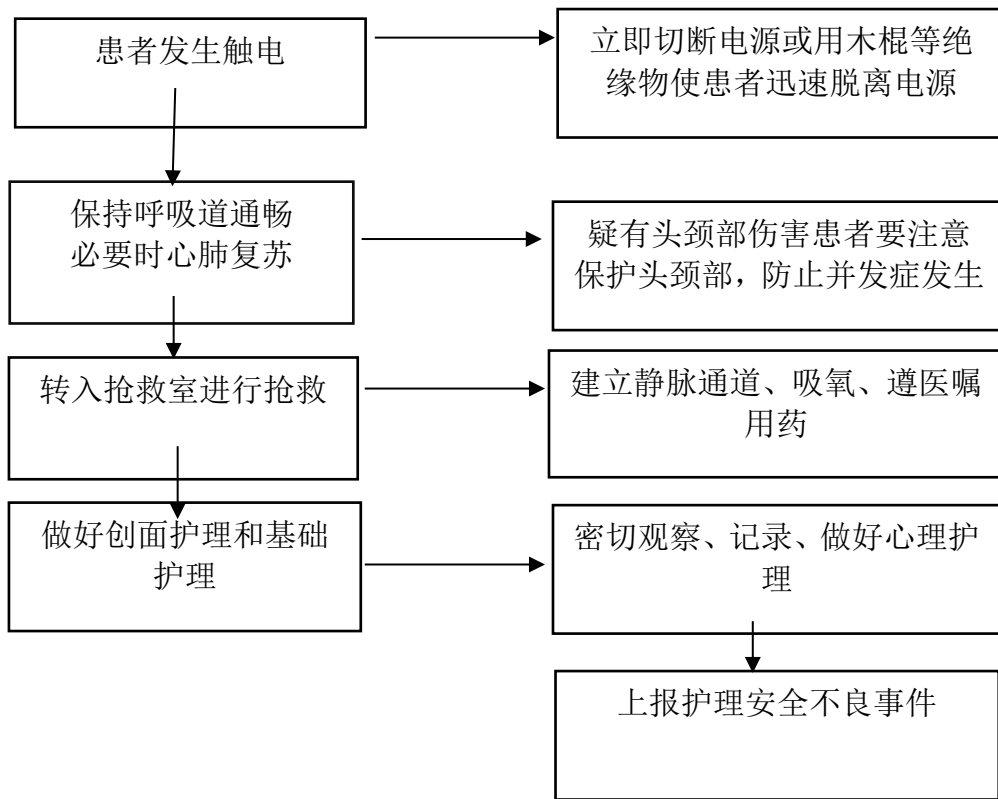 患者发生触电
立即切断电源或用木棍等绝
缘物使患者迅速脱离电源
保持呼吸道通畅
必要时心肺复苏
疑有头颈部伤害患者要注意
保护头颈部，防止并发症发生
转入抢救室进行抢救
建立静脉通道、吸氧、遵医嘱
用药
做好创面护理和基础
护理
密切观察、记录、做好心理护
理
上报护理安全不良事件